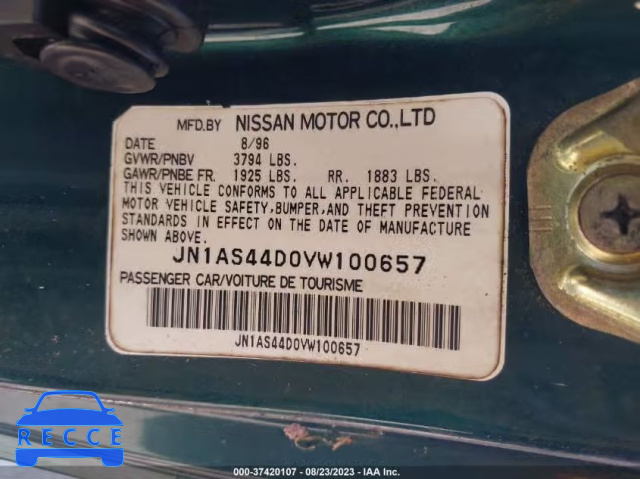 MFD.BY NISSAN MOTOR CO.,LTD
DATE 8/96
GVWR/PNBV 3794 LBS.
GAWR/PNBE FR. 1925 LBS. RR. 1883 LBS.
THIS VEHICLE CONFORMS TO ALL APPLICABLE FEDERAL
MOTOR VEHICLE SAFETY,BUMPER,AND THEFT PREVENTION
STANDARDS IN EFFECT ON THE DATE OF MANUFACTURE
SHOWN ABOVE.
JN1AS44D0VW100657
PASSENGER CAR/VOITURE DE TOURISME
JN1AS44D0VW100657
RECCE
000-37420107 - 08/23/2023 - IAA Inc.